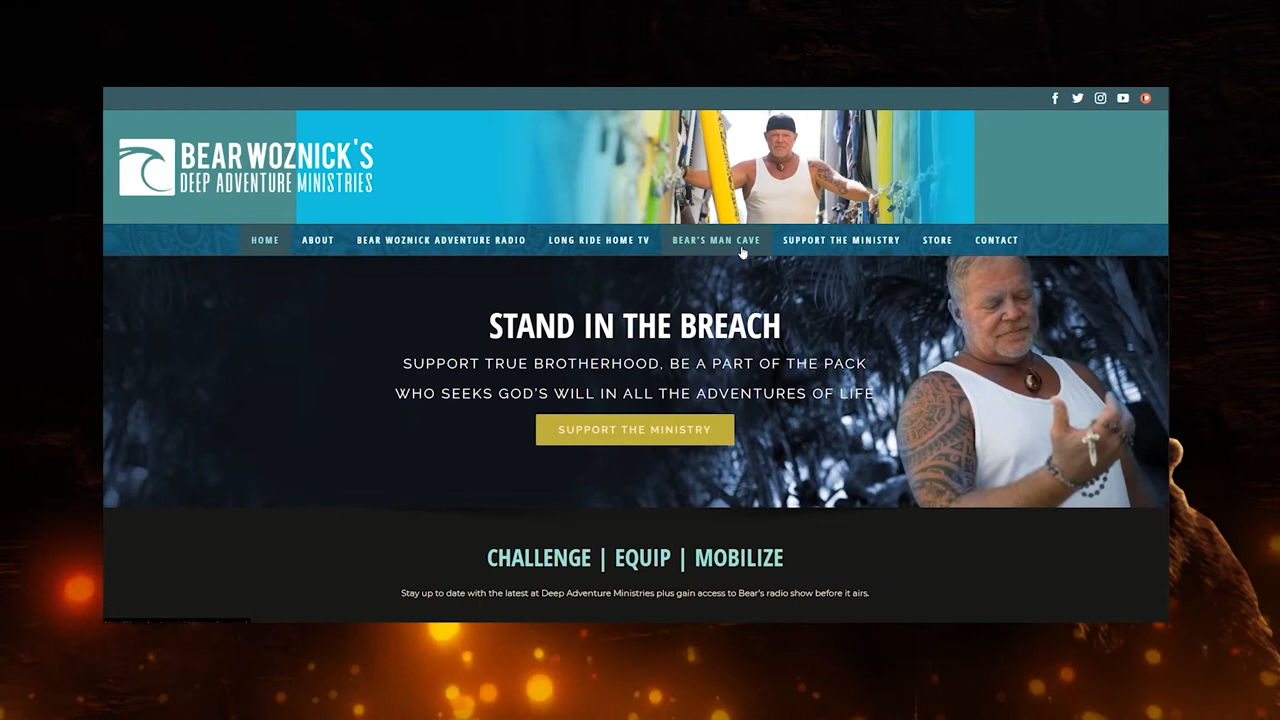 BEAR WOZNICK'S
DEEP ADVENTURE MINISTRIES
HOME ABOUT BEAR WOZNICK ADVENTURE RADIO LONG RIDE HOME TV BEAR'S MAN CAVE SUPPORT THE MINISTRY STORE CONTACT
STAND IN THE BREACH
SUPPORT TRUE BROTHERHOOD, BE A PART OF THE PACK
WHO SEEKS GOD'S WILL IN ALL THE ADVENTURES OF LIFE
SUPPORT THE MINISTRY
CHALLENGE | EQUIP | MOBILIZE
Stay up to date with the latest at Deep Adventure Ministries plus gain access to Bear's radio show before it airs.